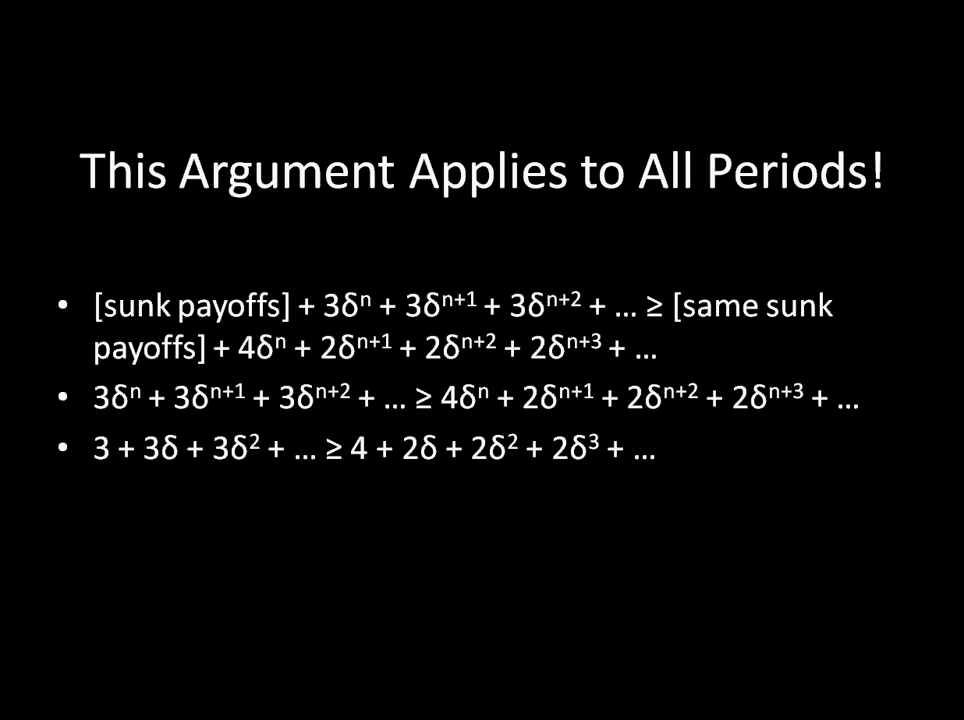 This Argument Applies to All Periods!
• [sunk payoffs] + 3δⁿ + 3δⁿ⁺¹ + 3δⁿ⁺² + … ≥ [same sunk
payoffs] + 4δⁿ + 2δⁿ⁺¹ + 2δⁿ⁺² + 2δⁿ⁺³ + …
• 3δⁿ + 3δⁿ⁺¹ + 3δⁿ⁺² + … ≥ 4δⁿ + 2δⁿ⁺¹ + 2δⁿ⁺² + 2δⁿ⁺³ + …
• 3 + 3δ + 3δ² + … ≥ 4 + 2δ + 2δ² + 2δ³ + …